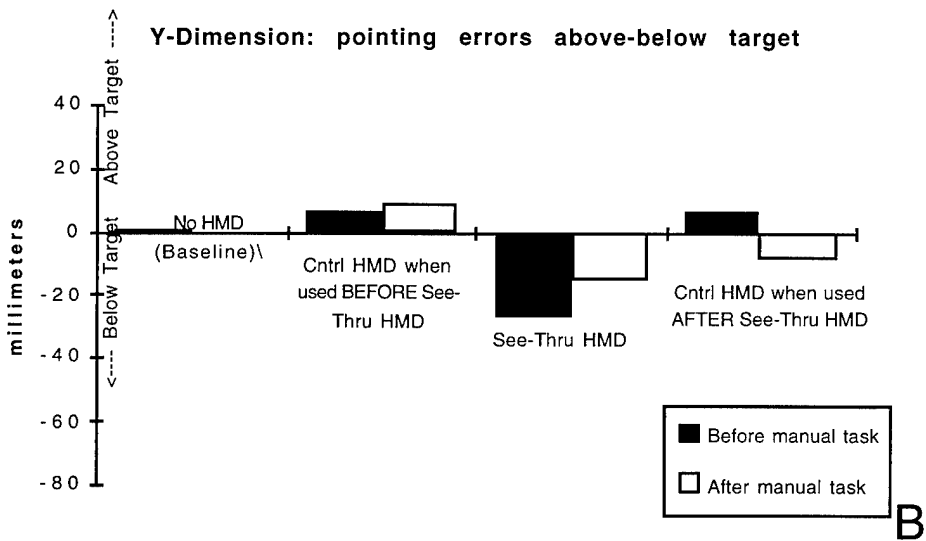 Y-Dimension: pointing errors above-below target
<---- Below Target Above Target ---->
millimeters
40
20
0
-20
-40
-60
-80
No HMD
(Baseline)\
Cntrl HMD when
used BEFORE See-
Thru HMD
See-Thru HMD
Cntrl HMD when used
AFTER See-Thru HMD
Before manual task
After manual task
B